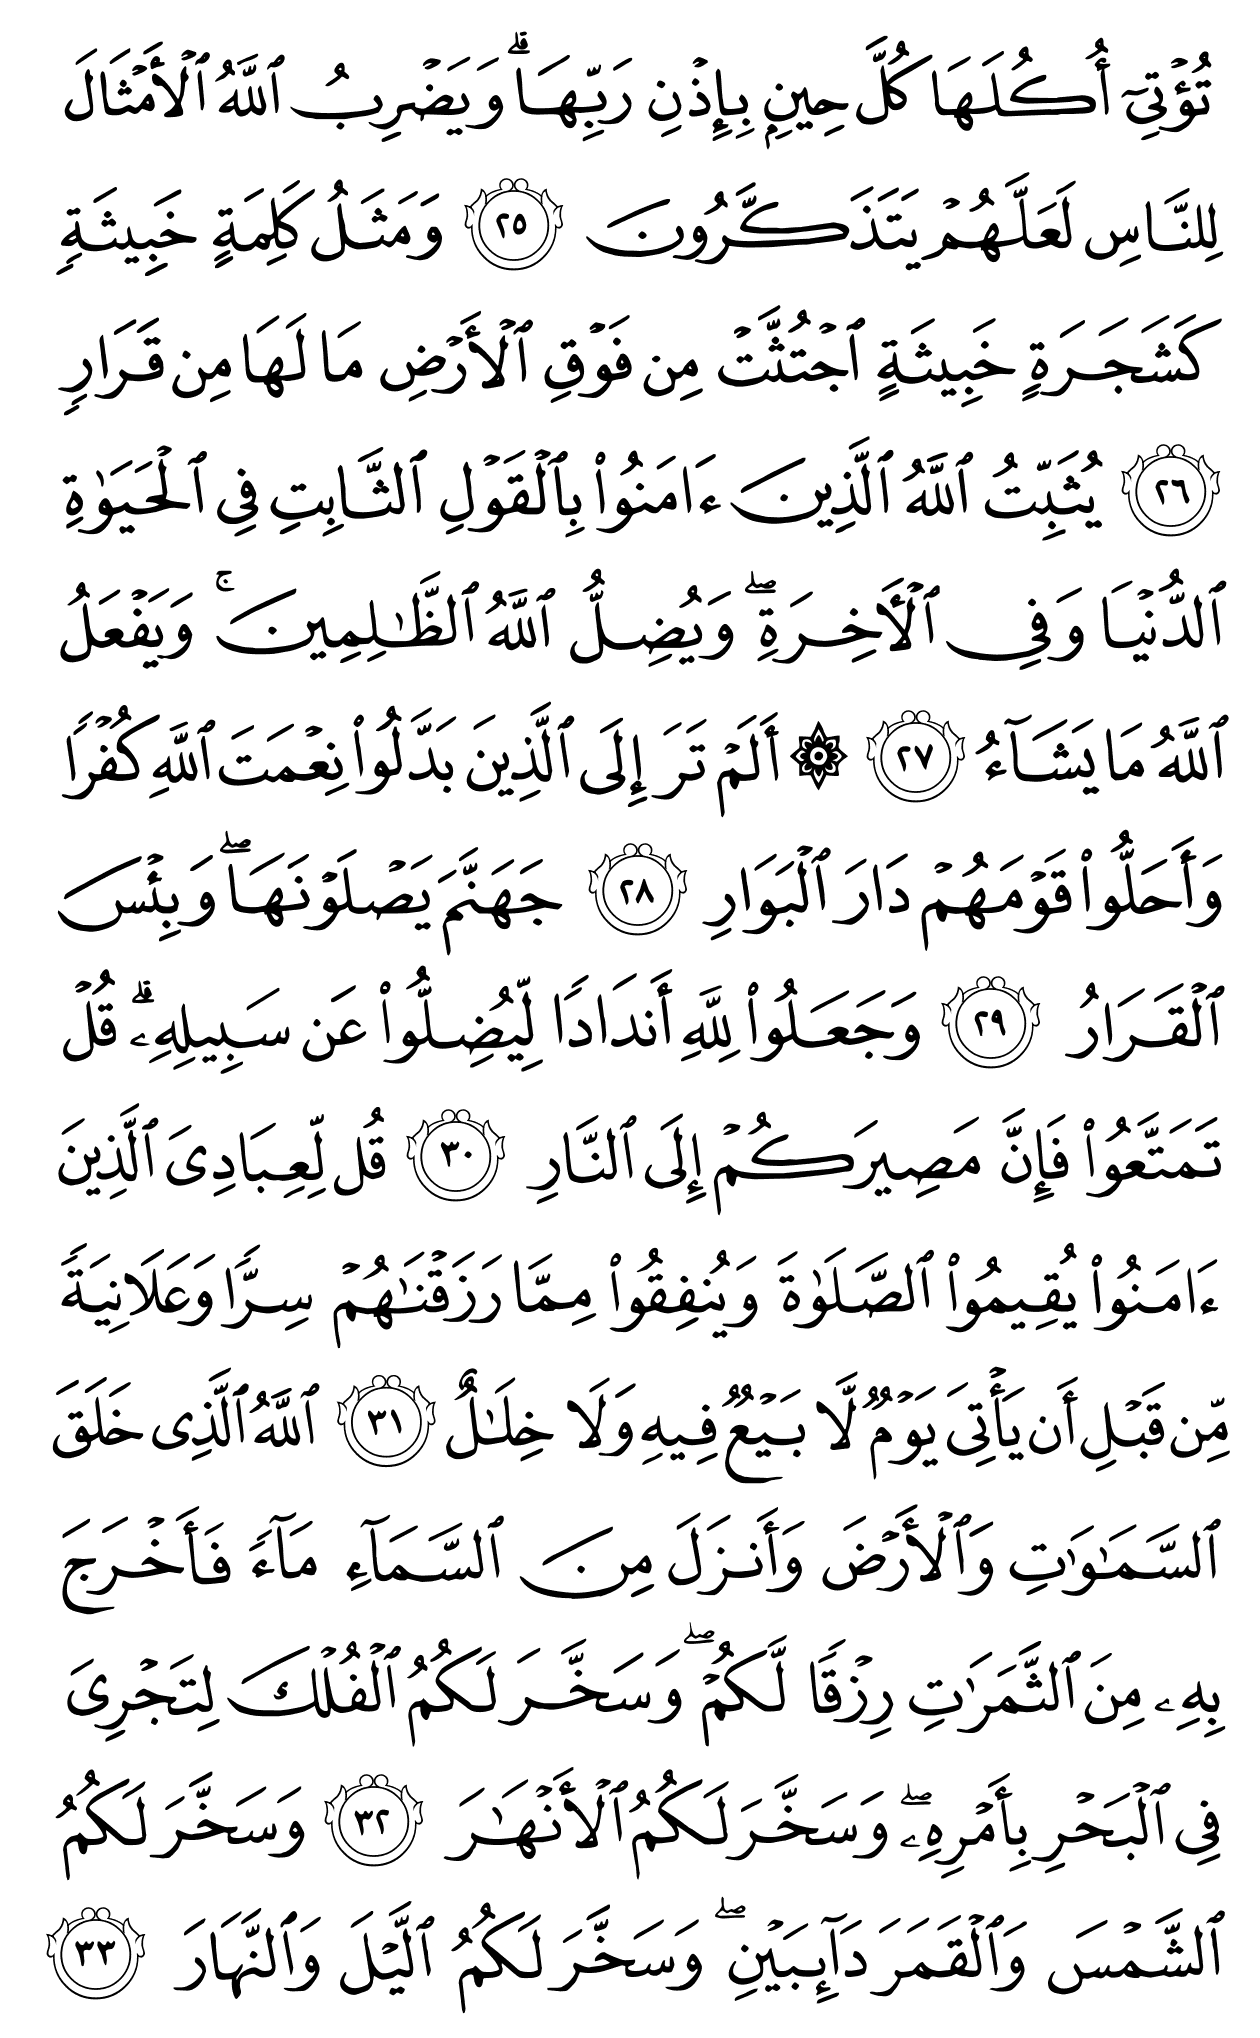 تُؤۡتِيٓ أُكُلَهَا كُلَّ حِينِۭ بِإِذۡنِ رَبِّهَاۗ وَيَضۡرِبُ ٱللَّهُ ٱلۡأَمۡثَالَ
لِلنَّاسِ لَعَلَّهُمۡ يَتَذَكَّرُونَ ٢٥ وَمَثَلُ كَلِمَةٍ خَبِيثَةٖ
كَشَجَرَةٍ خَبِيثَةٍ ٱجۡتُثَّتۡ مِن فَوۡقِ ٱلۡأَرۡضِ مَا لَهَا مِن قَرَارٖ
٢٦ يُثَبِّتُ ٱللَّهُ ٱلَّذِينَ ءَامَنُواْ بِٱلۡقَوۡلِ ٱلثَّابِتِ فِي ٱلۡحَيَوٰةِ
ٱلدُّنۡيَا وَفِي ٱلۡأٓخِرَةِۖ وَيُضِلُّ ٱللَّهُ ٱلظَّٰلِمِينَۚ وَيَفۡعَلُ
ٱللَّهُ مَا يَشَآءُ ٢٧ ۞ أَلَمۡ تَرَ إِلَى ٱلَّذِينَ بَدَّلُواْ نِعۡمَتَ ٱللَّهِ كُفۡرٗا
وَأَحَلُّواْ قَوۡمَهُمۡ دَارَ ٱلۡبَوَارِ ٢٨ جَهَنَّمَ يَصۡلَوۡنَهَاۖ وَبِئۡسَ
ٱلۡقَرَارُ ٢٩ وَجَعَلُواْ لِلَّهِ أَندَادٗا لِّيُضِلُّواْ عَن سَبِيلِهِۦۗ قُلۡ
تَمَتَّعُواْ فَإِنَّ مَصِيرَكُمۡ إِلَى ٱلنَّارِ ٣٠ قُل لِّعِبَادِيَ ٱلَّذِينَ
ءَامَنُواْ يُقِيمُواْ ٱلصَّلَوٰةَ وَيُنفِقُواْ مِمَّا رَزَقۡنَٰهُمۡ سِرّٗا وَعَلَانِيَةٗ
مِّن قَبۡلِ أَن يَأۡتِيَ يَوۡمٞ لَّا بَيۡعٞ فِيهِ وَلَا خِلَٰلٌ ٣١ ٱللَّهُ ٱلَّذِي خَلَقَ
ٱلسَّمَٰوَٰتِ وَٱلۡأَرۡضَ وَأَنزَلَ مِنَ ٱلسَّمَآءِ مَآءٗ فَأَخۡرَجَ
بِهِۦ مِنَ ٱلثَّمَرَٰتِ رِزۡقٗا لَّكُمۡۖ وَسَخَّرَ لَكُمُ ٱلۡفُلۡكَ لِتَجۡرِيَ
فِي ٱلۡبَحۡرِ بِأَمۡرِهِۦۖ وَسَخَّرَ لَكُمُ ٱلۡأَنۡهَٰرَ ٣٢ وَسَخَّرَ لَكُمُ
ٱلشَّمۡسَ وَٱلۡقَمَرَ دَآئِبَيۡنِۖ وَسَخَّرَ لَكُمُ ٱلَّيۡلَ وَٱلنَّهَارَ ٣٣